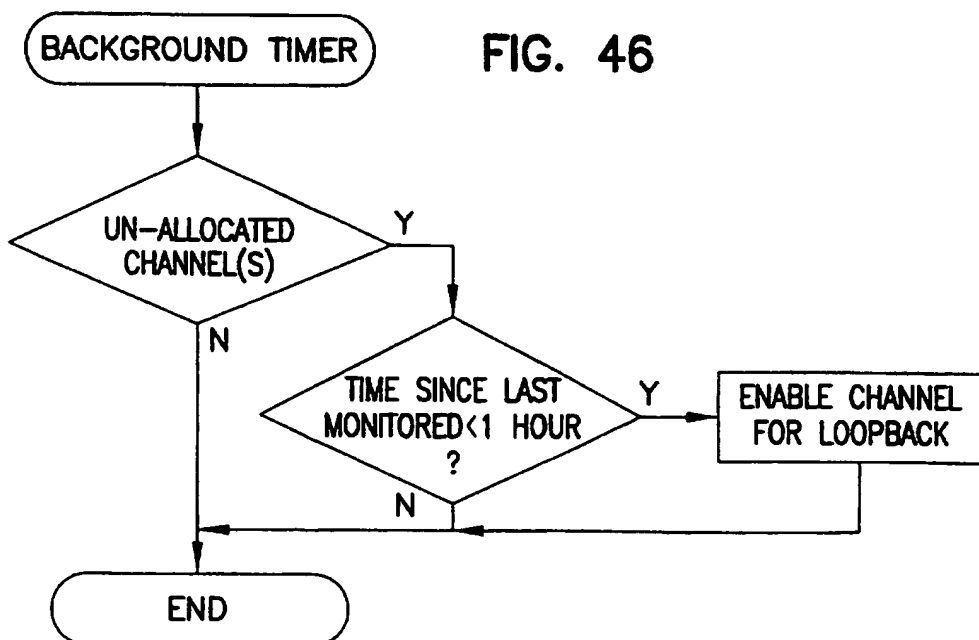 BACKGROUND TIMER
FIG. 46
UN-ALLOCATED
CHANNEL(S)
Y
N
TIME SINCE LAST
MONITORED<1 HOUR
?
Y
N
ENABLE CHANNEL
FOR LOOPBACK
END